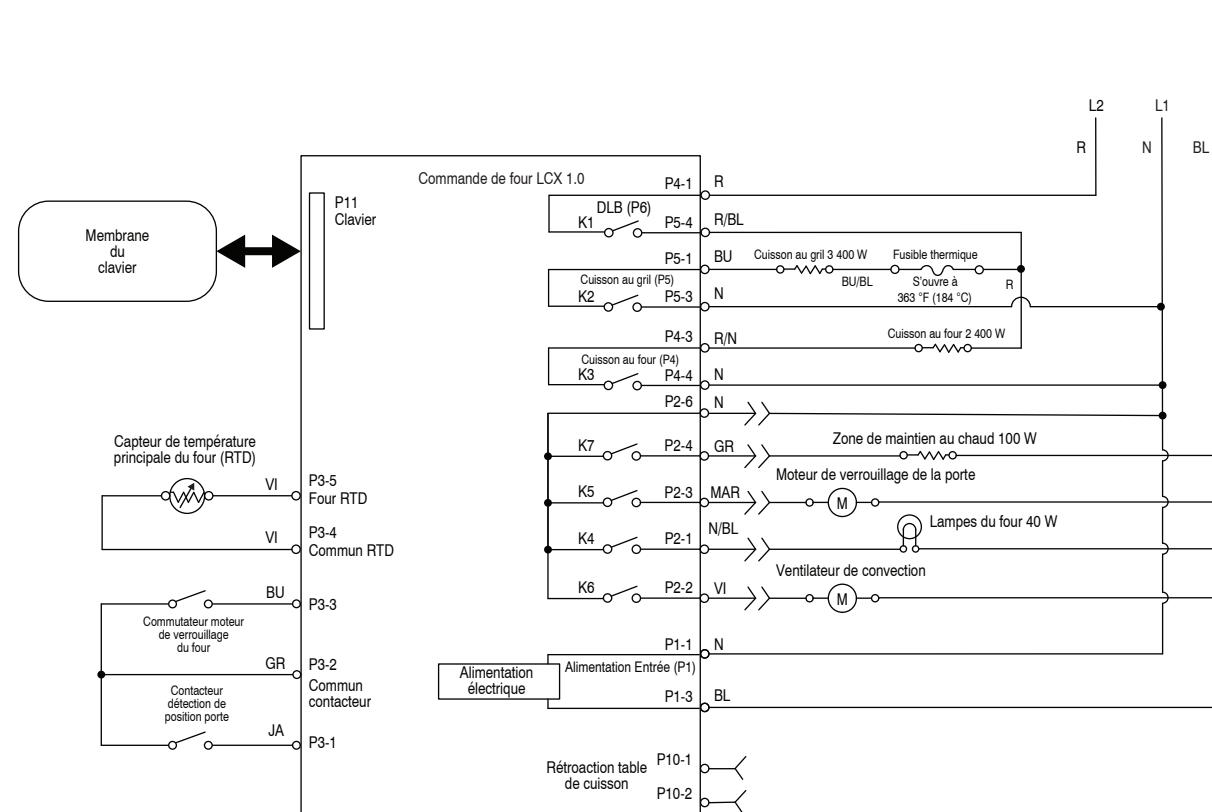 L2
L1
R
N
BL
Commande de four LCX 1.0
P11
Clavier
Membrane
du
clavier
P4-1
R
DLB (P6)
K1
P5-4
R/BL
P5-1
BU
Cuisson au gril 3 400 W
BU/BL
Fusible thermique
S'ouvre à
363 °F (184 °C)
R
Cuisson au gril (P5)
K2
P5-3
N
P4-3
R/N
Cuisson au four 2 400 W
Cuisson au four (P4)
K3
P4-4
N
P2-6
N
K7
P2-4
GR
Zone de maintien au chaud 100 W
Moteur de verrouillage de la porte
K5
P2-3
MAR
M
N/BL
Lampes du four 40 W
K4
P2-1
Ventilateur de convection
K6
P2-2
VI
M
Capteur de température
principale du four (RTD)
VI
P3-5
Four RTD
VI
P3-4
Commun RTD
BU
P3-3
Commutateur moteur
de verrouillage
du four
GR
P3-2
Commun
contacteur
Contacteur
détection de
position porte
JA
P3-1
P1-1
N
Alimentation
électrique
Alimentation Entrée (P1)
P1-3
BL
Rétroaction table
de cuisson
P10-1
P10-2